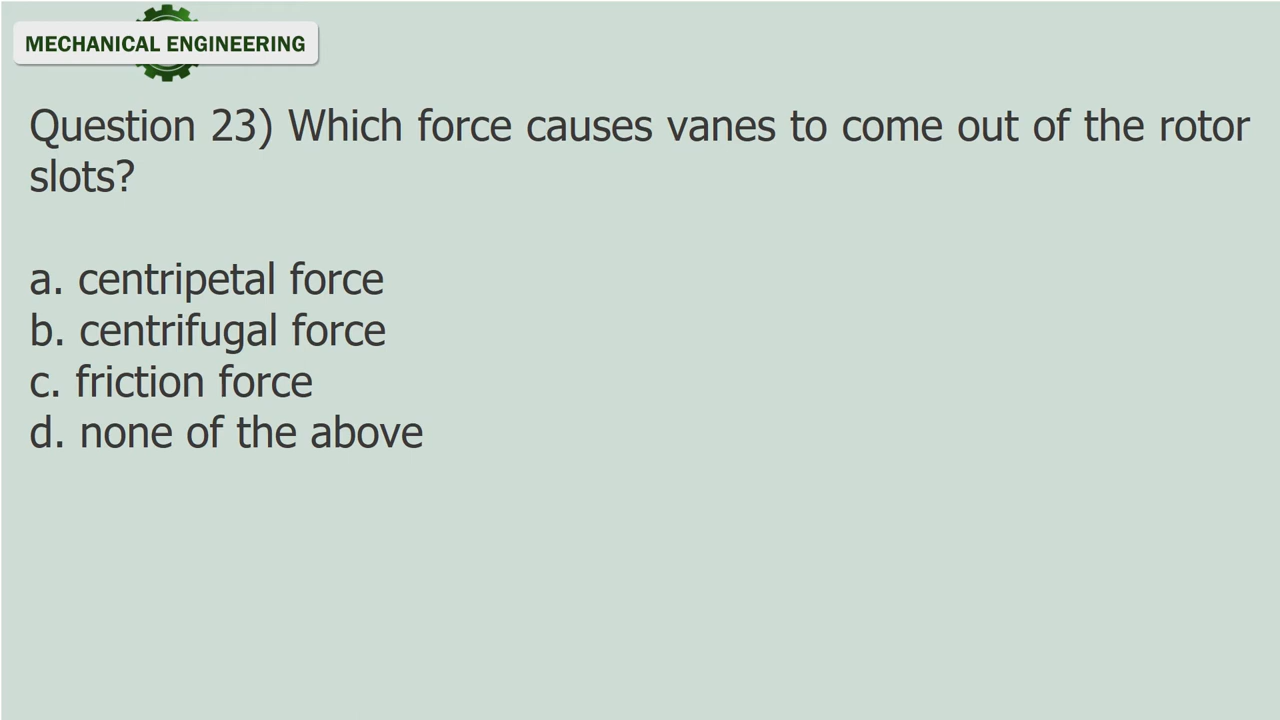 MECHANICAL ENGINEERING
Question 23) Which force causes vanes to come out of the rotor
slots?
a. centripetal force
b. centrifugal force
c. friction force
d. none of the above